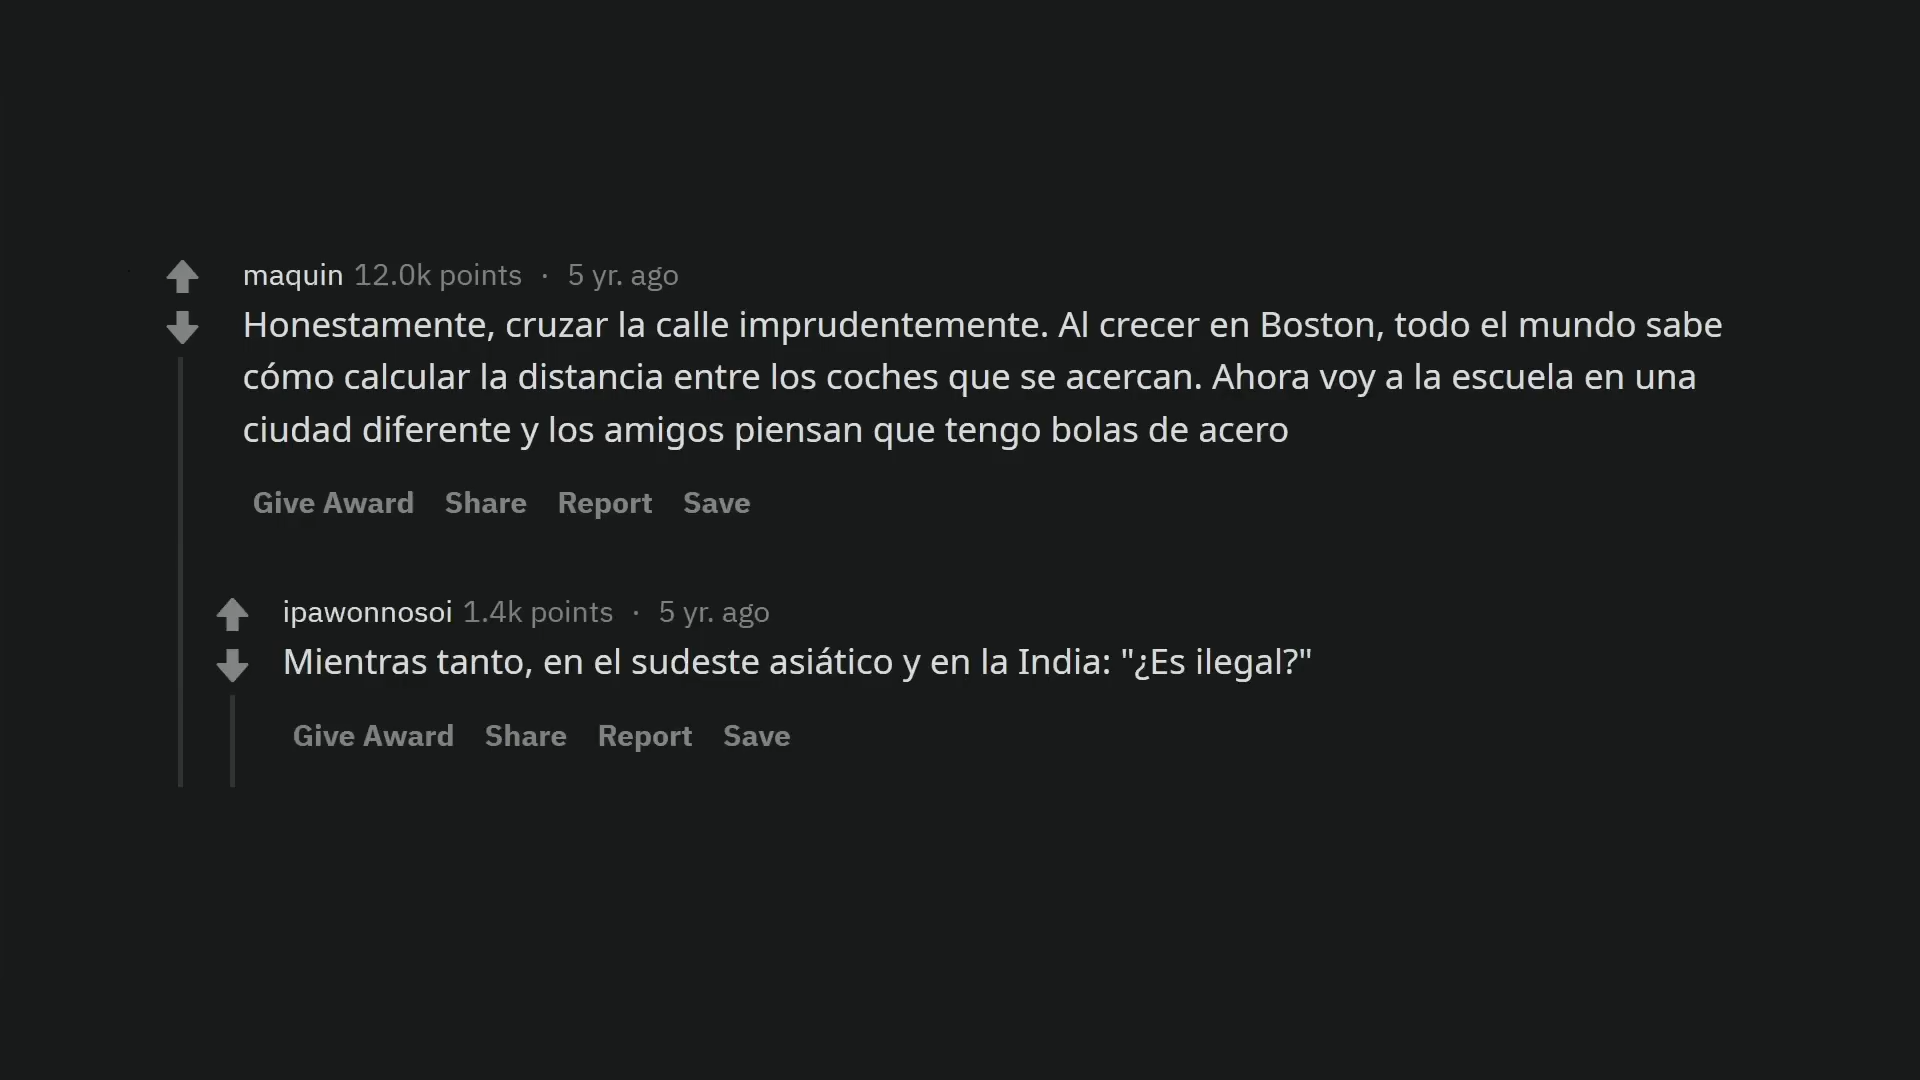 maquin 12.0k points · 5 yr. ago
Honestamente, cruzar la calle imprudentemente. Al crecer en Boston, todo el mundo sabe
cómo calcular la distancia entre los coches que se acercan. Ahora voy a la escuela en una
ciudad diferente y los amigos piensan que tengo bolas de acero
Give Award Share Report Save
ipawonnosoi 1.4k points · 5 yr. ago
Mientras tanto, en el sudeste asiático y en la India: "¿Es ilegal?"
Give Award Share Report Save